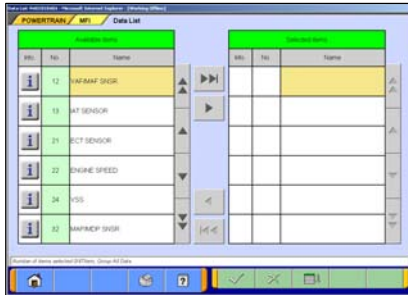 POWERTRAIN MFI Data List
Available Items
Selected Items
Info. No. Name
Info. No. Name
12 VAF/MAF SNSR
13 IAT SENSOR
21 ECT SENSOR
22 ENGINE SPEED
24 VSS
32 MAP/MDP SNSR